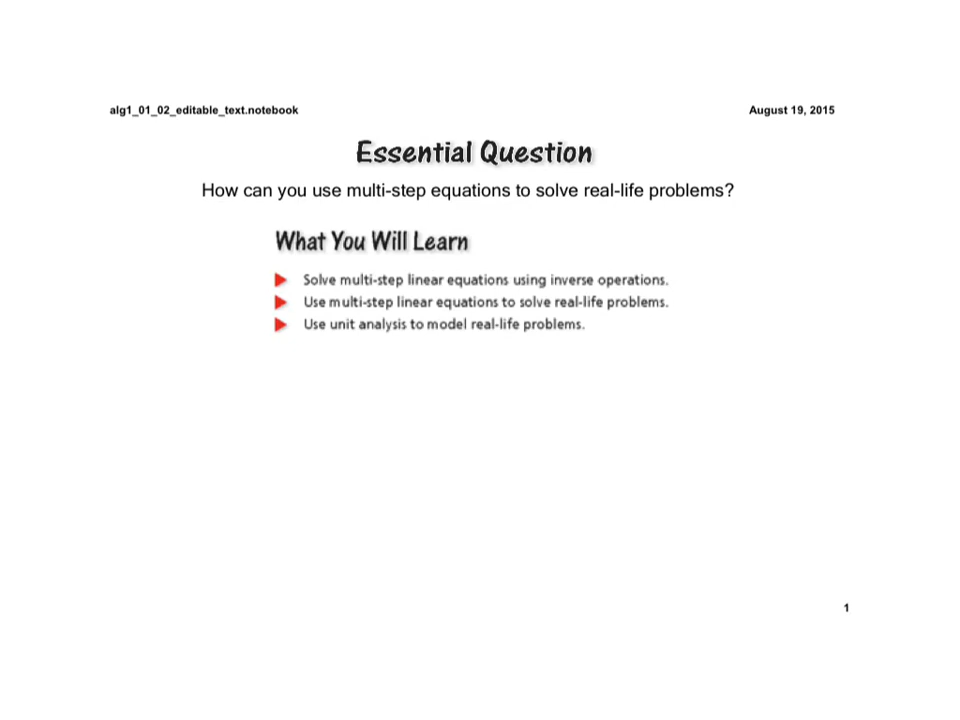 alg1_01_02_editable_text.notebook August 19, 2015
Essential Question
How can you use multi-step equations to solve real-life problems?
What You Will Learn
Solve multi-step linear equations using inverse operations.
Use multi-step linear equations to solve real-life problems.
Use unit analysis to model real-life problems.
1